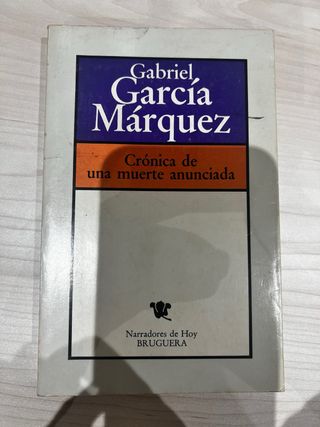 Gabriel
García
Márquez
Crónica de
una muerte anunciada
Narradores de Hoy
BRUGUERA